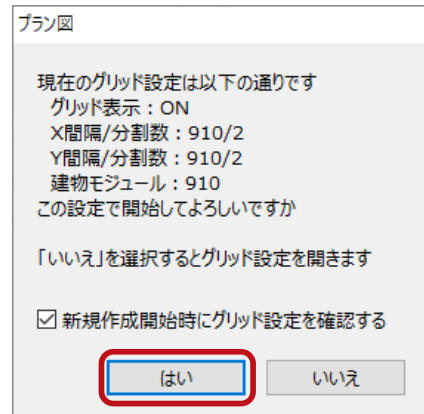 プラン図
現在のグリッド設定は以下の通りです
グリッド表示：ON
X間隔/分割数：910/2
Y間隔/分割数：910/2
建物モジュール：910
この設定で開始してよろしいですか
「いいえ」を選択するとグリッド設定を開きます
新規作成開始時にグリッド設定を確認する
はい
いいえ